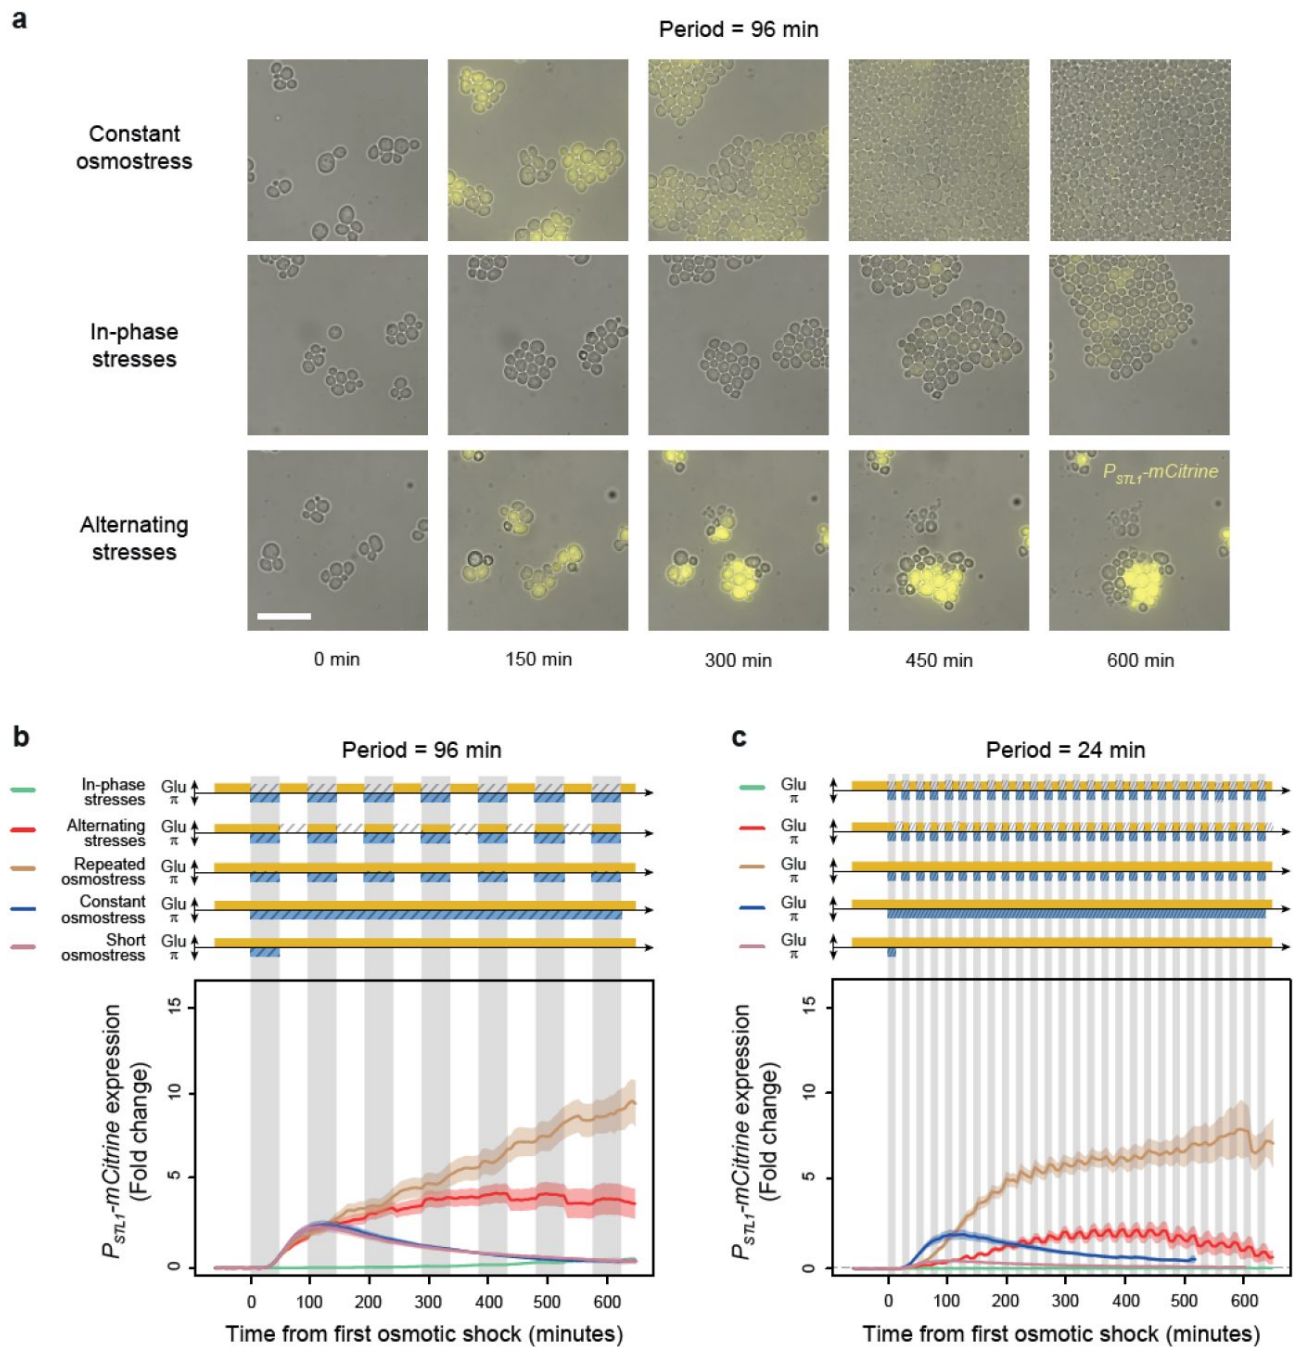 a
Period = 96 min
Constant
osmostress
In-phase
stresses
Alternating
stresses
P_STL1-mCitrine
0 min
150 min
300 min
450 min
600 min
b
Period = 96 min
In-phase
stresses
Glu
π
Alternating
stresses
Glu
π
Repeated
osmostress
Glu
π
Constant
osmostress
Glu
π
Short
osmostress
Glu
π
P_STL1-mCitrine expression
(Fold change)
15
10
5
0
0 100 200 300 400 500 600
Time from first osmotic shock (minutes)
c
Period = 24 min
Glu
π
Glu
π
Glu
π
Glu
π
Glu
π
P_STL1-mCitrine expression
(Fold change)
15
10
5
0
0 100 200 300 400 500 600
Time from first osmotic shock (minutes)